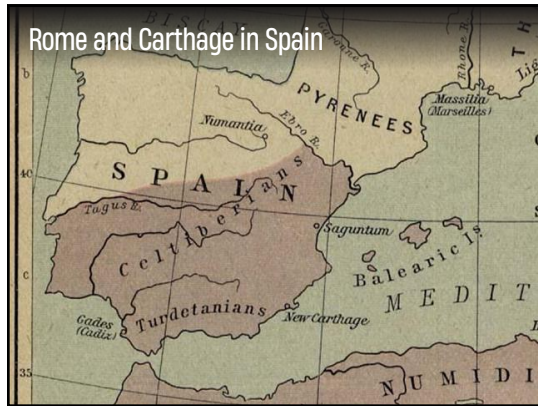 Rome and Carthage in Spain
BISCAY
Garonne R.
Rhone R.
b
PYRENEES
Massilia
(Marseilles)
Numantia
Ebro R.
SPAIN
40
Tagus R.
Celtiberians
Saguntum
Balearic Is.
c
MEDIT
Turdetanians
New Carthage
Gades
(Cadiz)
35
NUMIDI